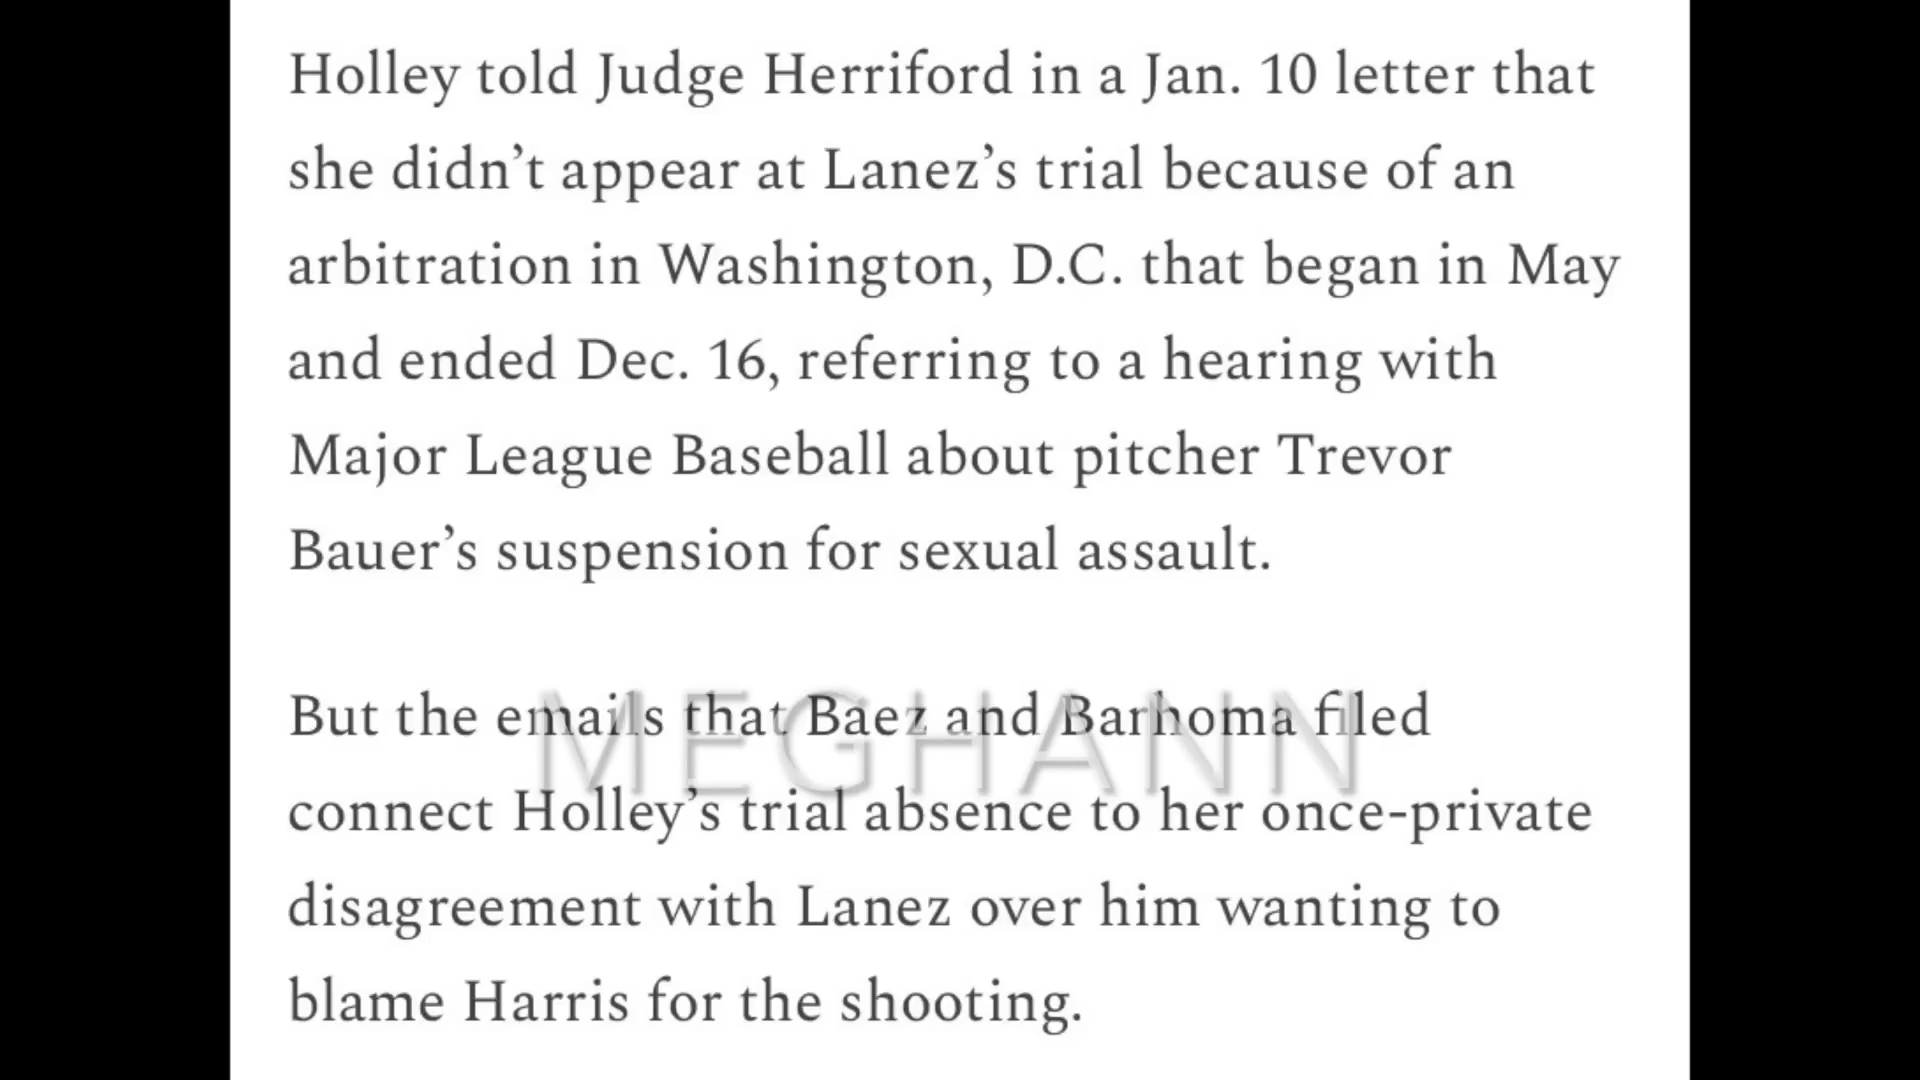 Holley told Judge Herriford in a Jan. 10 letter that
she didn’t appear at Lanez’s trial because of an
arbitration in Washington, D.C. that began in May
and ended Dec. 16, referring to a hearing with
Major League Baseball about pitcher Trevor
Bauer’s suspension for sexual assault.
But the emails that Baez and Barhoma filed
MEGHANN
connect Holley’s trial absence to her once-private
disagreement with Lanez over him wanting to
blame Harris for the shooting.